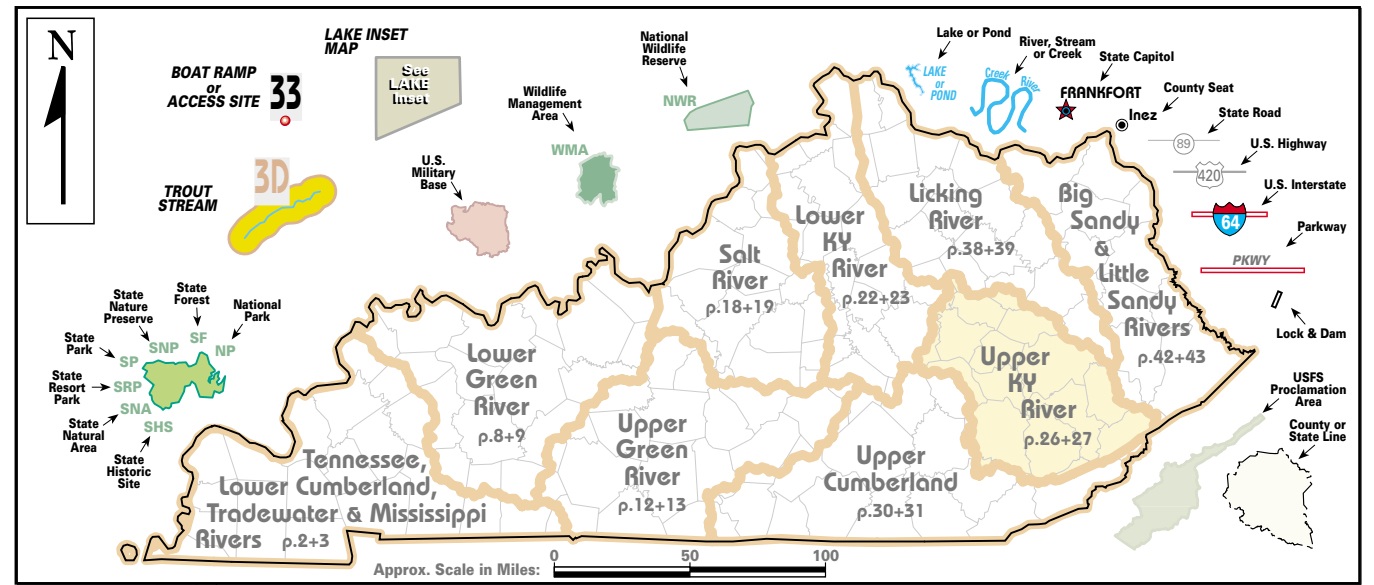 N
BOAT RAMP
or
ACCESS SITE
33
LAKE INSET
MAP
See
LAKE
Inset
National
Wildlife
Reserve
NWR
Wildlife
Management
Area
WMA
U.S.
Military
Base
TROUT
STREAM
3D
Lake or Pond
LAKE
or
POND
River, Stream
or Creek
Creek
River
State Capitol
FRANKFORT
County Seat
Inez
State Road
89
U.S. Highway
420
U.S. Interstate
64
Parkway
PKWY
Lock & Dam
USFS
Proclamation
Area
County or
State Line
State
Forest
State
Nature
Preserve
National
Park
State
Park
State
Resort
Park
State
Natural
Area
State
Historic
Site
SF
SNP
NP
SP
SRP
SNA
SHS
Tennessee,
Lower Cumberland,
Tradewater & Mississippi
Rivers p.2+3
Lower
Green
River
p.8+9
Upper
Green
River
p.12+13
Salt
River
p.18+19
Lower
KY
River
p.22+23
Licking
River
p.38+39
Big
Sandy
&
Little
Sandy
Rivers
p.42+43
Upper
KY
River
p.26+27
Upper
Cumberland
p.30+31
Approx. Scale in Miles:
0 50 100